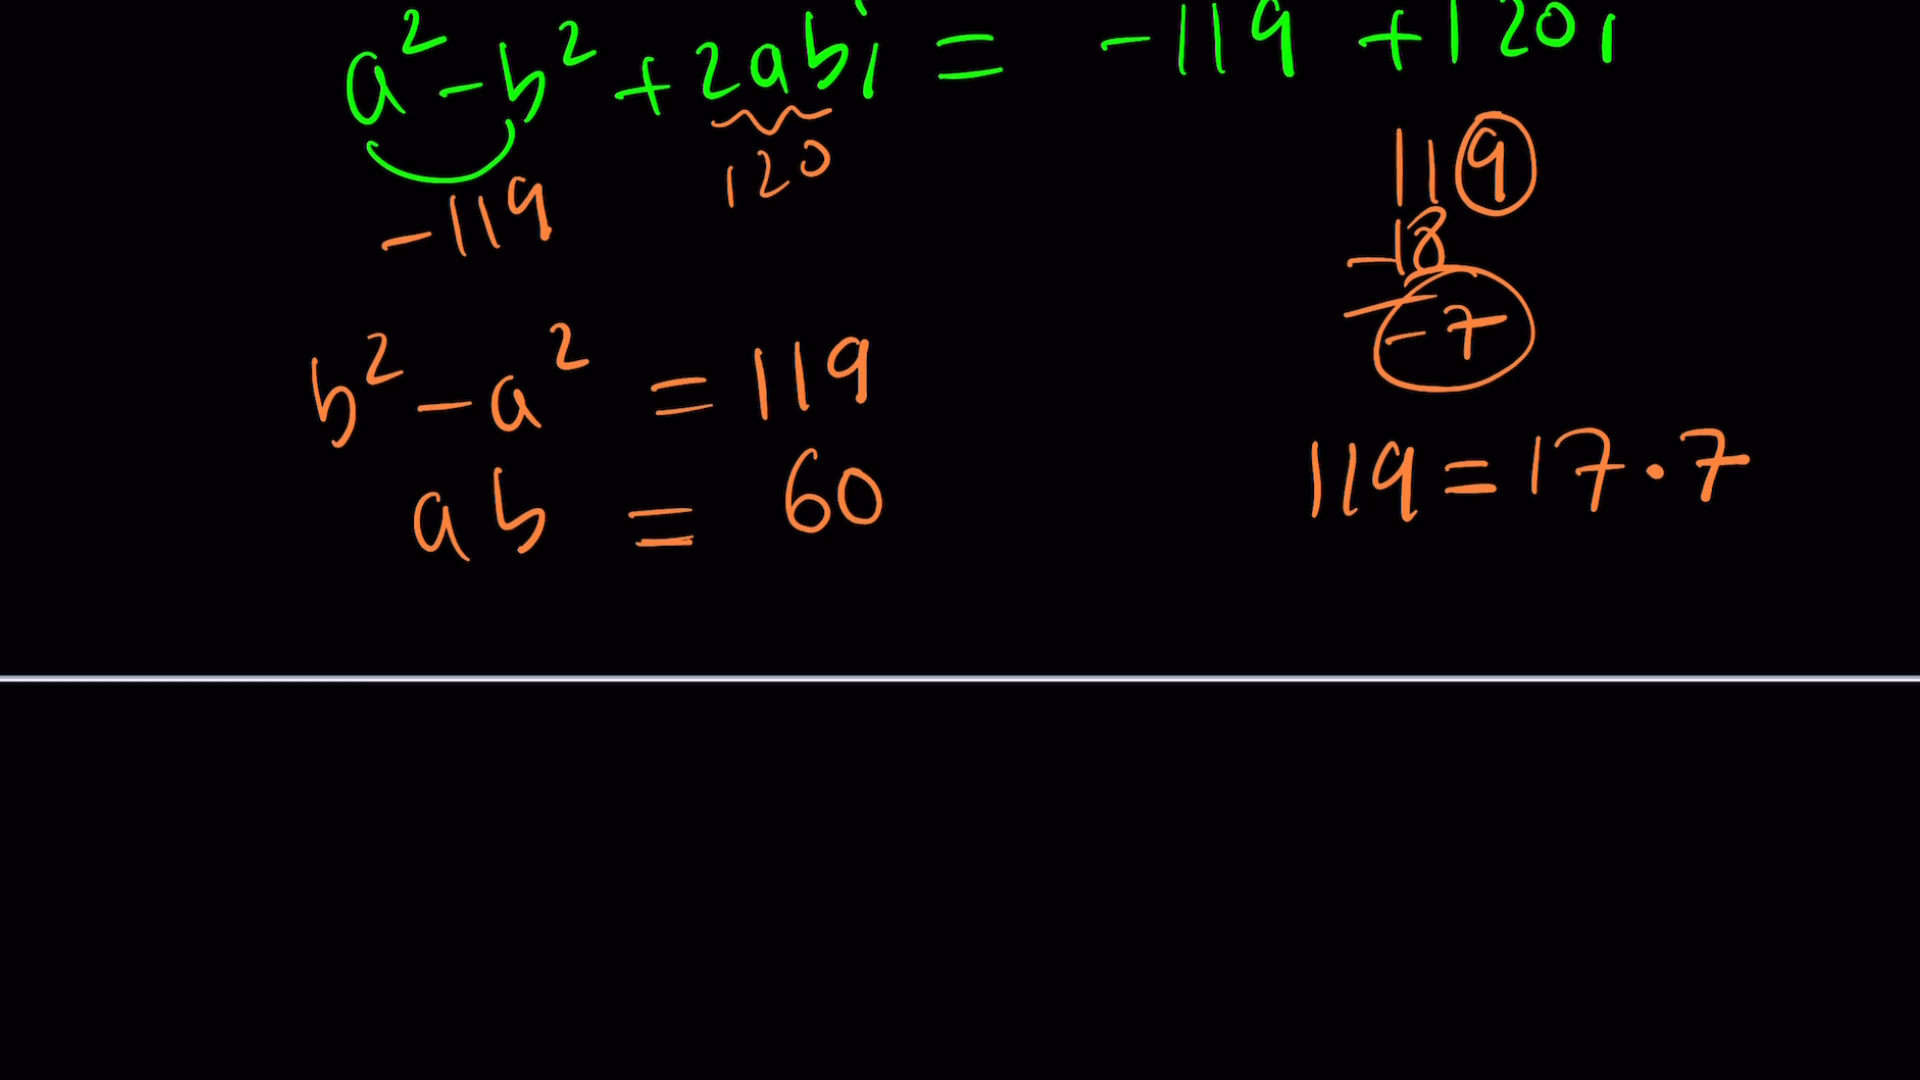 a² - b² + 2abi = -119 + 120i
-119
120
119
-18
-7
b² - a² = 119
ab = 60
119 = 17 · 7